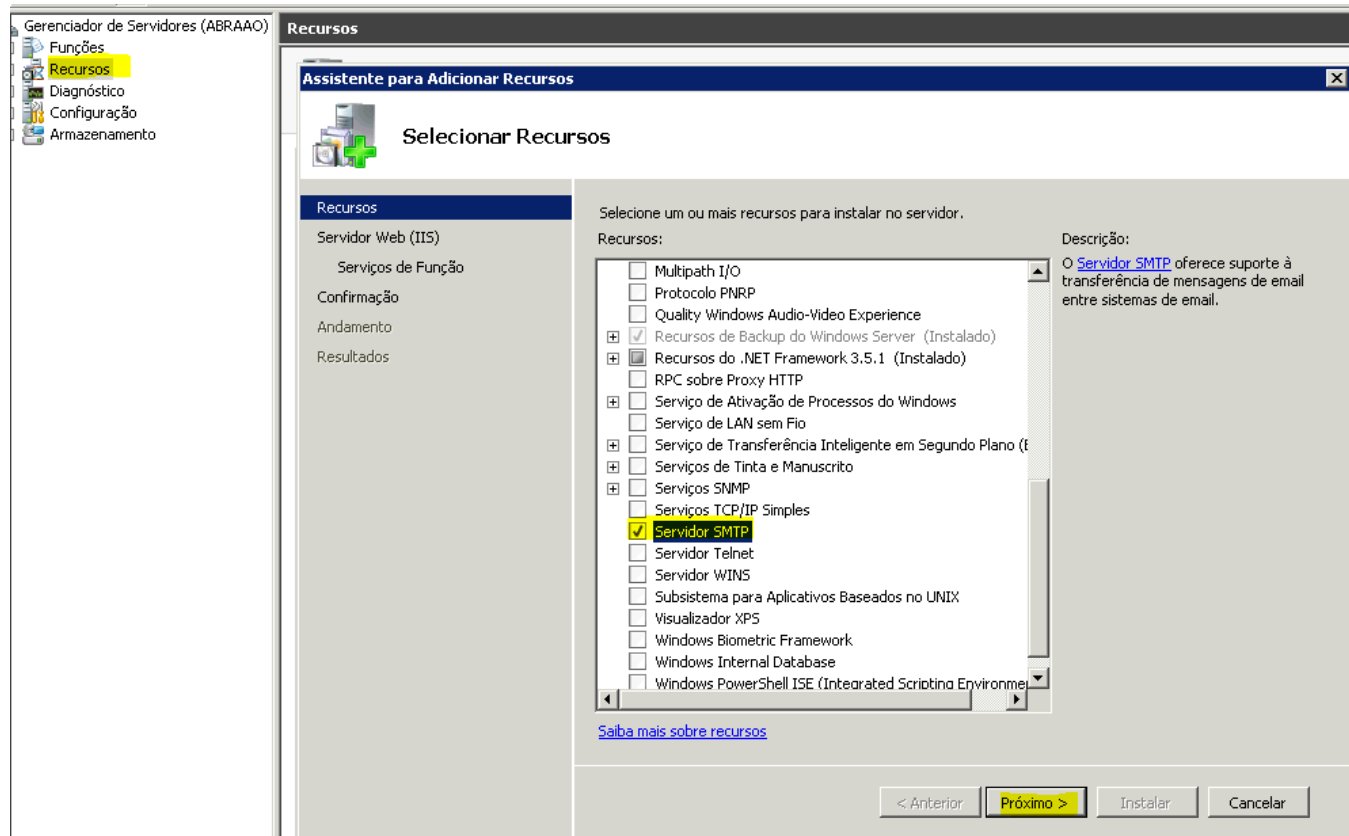 Gerenciador de Servidores (ABRAAO)
Funções
Recursos
Diagnóstico
Configuração
Armazenamento
Recursos
Assistente para Adicionar Recursos
Selecionar Recursos
Recursos
Servidor Web (IIS)
Serviços de Função
Confirmação
Andamento
Resultados
Selecione um ou mais recursos para instalar no servidor.
Recursos:
Multipath I/O
Protocolo PNRP
Quality Windows Audio-Video Experience
Recursos de Backup do Windows Server (Instalado)
Recursos do .NET Framework 3.5.1 (Instalado)
RPC sobre Proxy HTTP
Serviço de Ativação de Processos do Windows
Serviço de LAN sem Fio
Serviço de Transferência Inteligente em Segundo Plano (B
Serviços de Tinta e Manuscrito
Serviços SNMP
Serviços TCP/IP Simples
Servidor SMTP
Servidor Telnet
Servidor WINS
Subsistema para Aplicativos Baseados no UNIX
Visualizador XPS
Windows Biometric Framework
Windows Internal Database
Windows PowerShell ISE (Integrated Scripting Environme
Saiba mais sobre recursos
Descrição:
O Servidor SMTP oferece suporte à
transferência de mensagens de email
entre sistemas de email.
< Anterior
Próximo >
Instalar
Cancelar